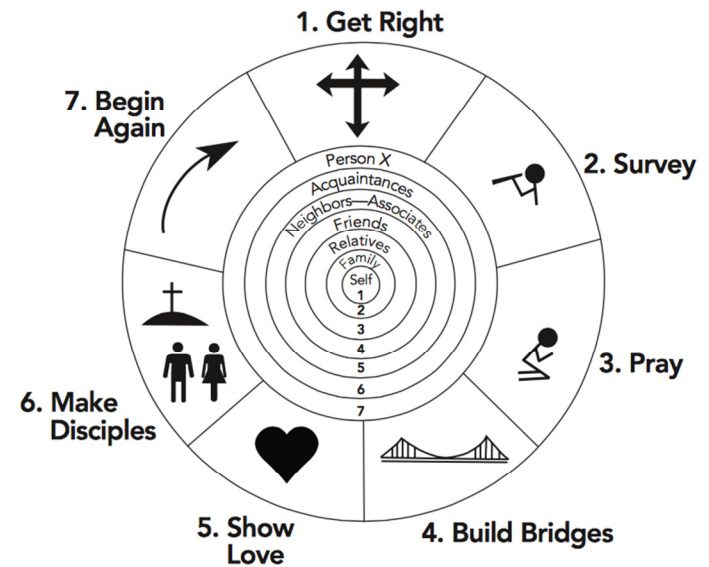 1. Get Right
2. Survey
3. Pray
4. Build Bridges
5. Show
Love
6. Make
Disciples
7. Begin
Again
Person X
Acquaintances
Neighbors—Associates
Friends
Relatives
Family
Self
1
2
3
4
5
6
7